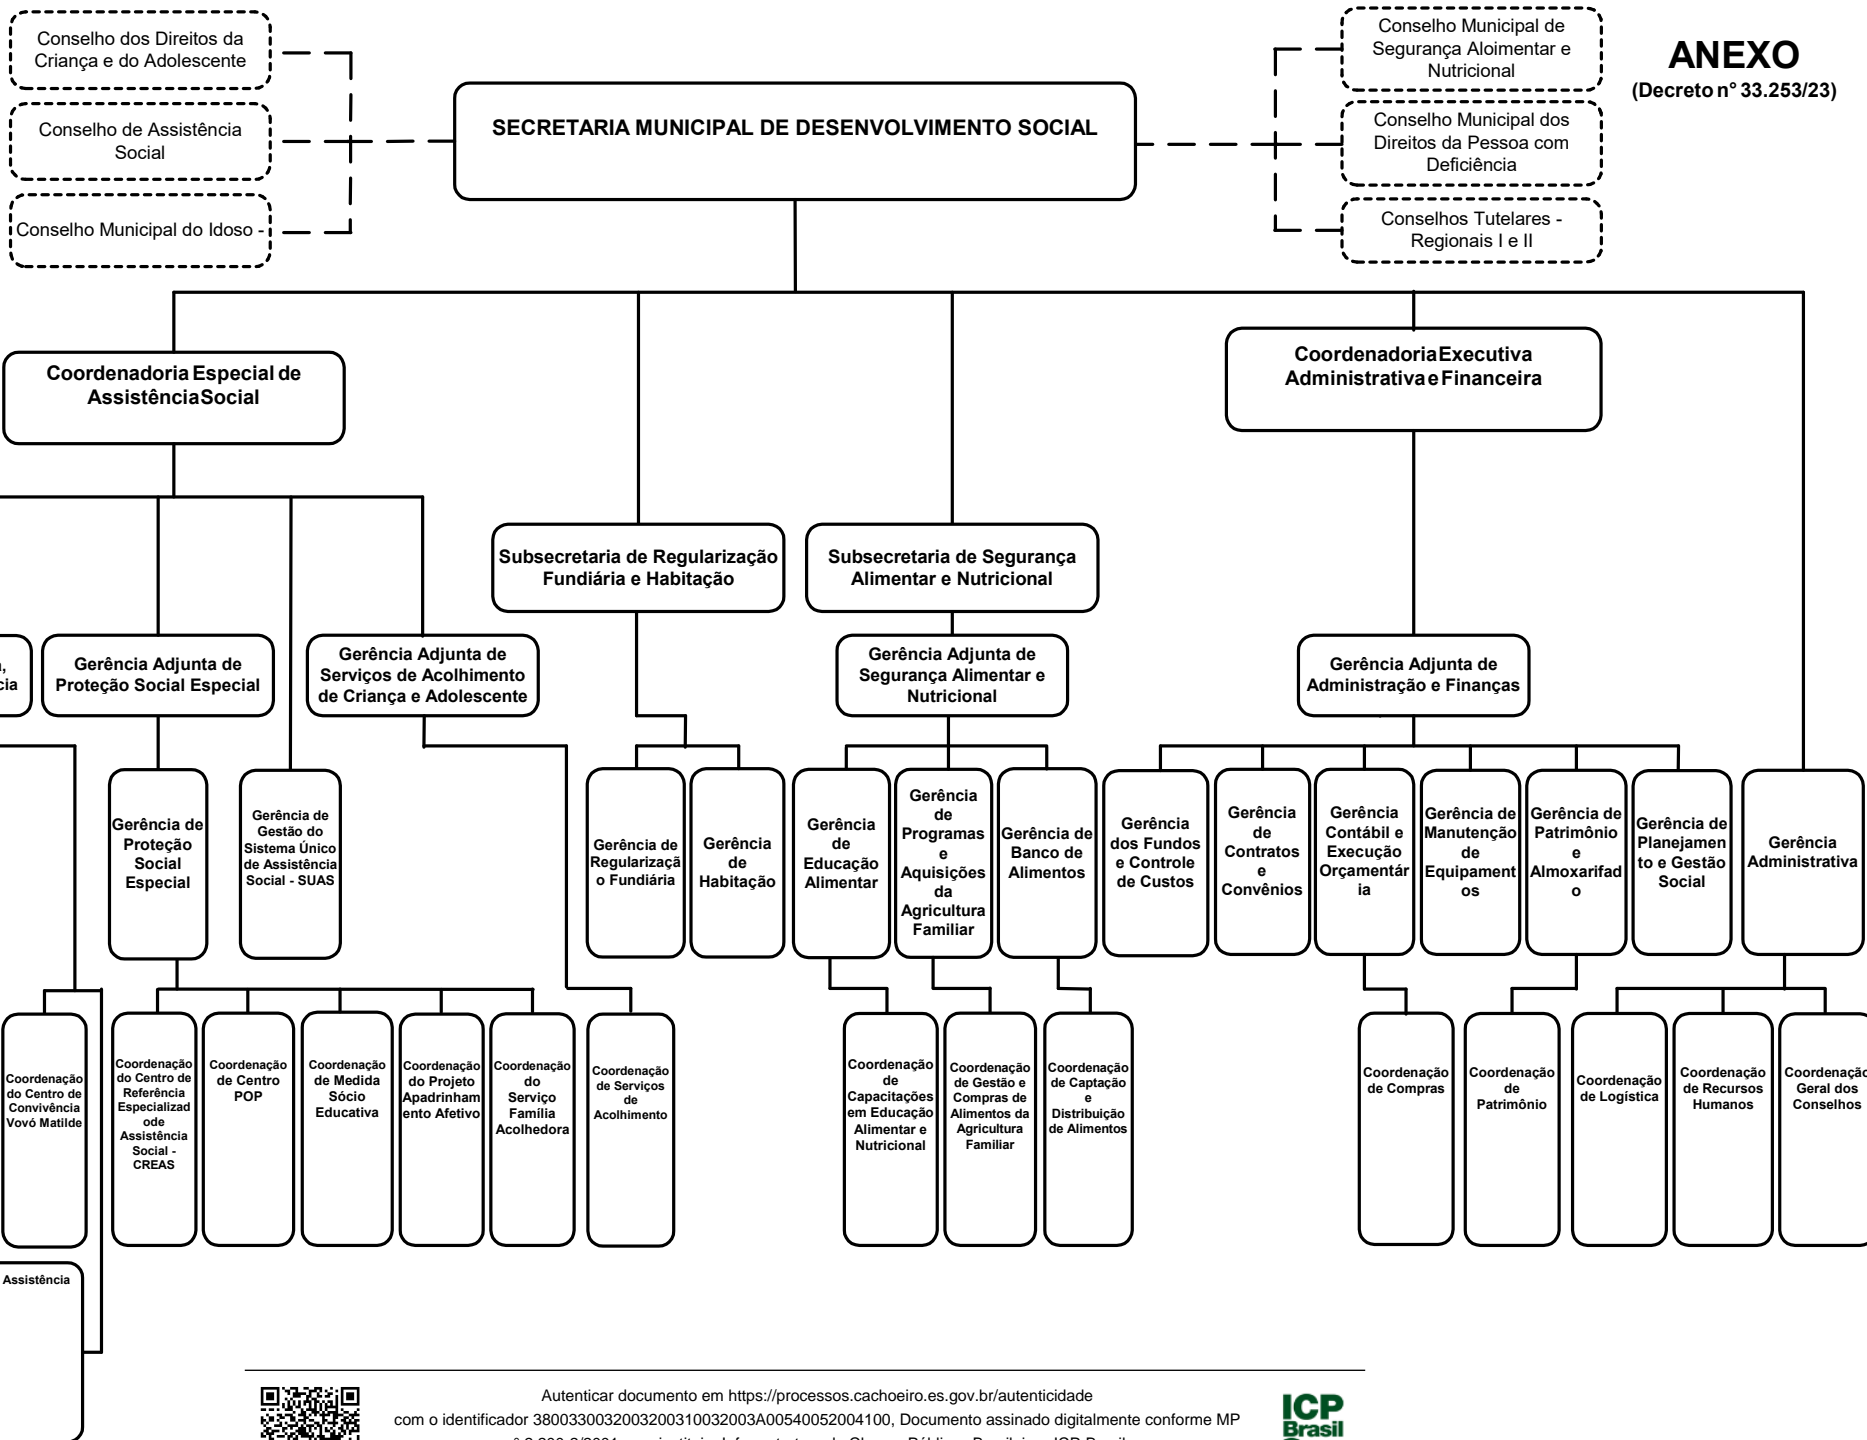 Conselho dos Direitos da
Criança e do Adolescente
Conselho de Assistência
Social
Conselho Municipal do Idoso -
SECRETARIA MUNICIPAL DE DESENVOLVIMENTO SOCIAL
Conselho Municipal de
Segurança Aloimentar e
Nutricional
Conselho Municipal dos
Direitos da Pessoa com
Deficiência
Conselhos Tutelares -
Regionais I e II
ANEXO
(Decreto n° 33.253/23)
Coordenadoria Especial de
Assistência Social
Coordenadoria Executiva
Administrativa e Financeira
Subsecretaria de Regularização
Fundiária e Habitação
Subsecretaria de Segurança
Alimentar e Nutricional
cia
Gerência Adjunta de
Proteção Social Especial
Gerência Adjunta de
Serviços de Acolhimento
de Criança e Adolescente
Gerência Adjunta de
Segurança Alimentar e
Nutricional
Gerência Adjunta de
Administração e Finanças
Gerência de
Proteção
Social
Especial
Gerência de
Gestão do
Sistema Único
de Assistência
Social - SUAS
Gerência de
Regularizaçã
o Fundiária
Gerência
de
Habitação
Gerência
de
Educação
Alimentar
Gerência
de
Programas
e
Aquisições
da
Agricultura
Familiar
Gerência de
Banco de
Alimentos
Gerência
dos Fundos
e Controle
de Custos
Gerência
de
Contratos
e
Convênios
Gerência
Contábil e
Execução
Orçamentár
ia
Gerência de
Manutenção
de
Equipament
os
Gerência de
Patrimônio
e
Almoxarifad
o
Gerência de
Planejamen
to e Gestão
Social
Gerência
Administrativa
Coordenação
do Centro de
Convivência
Vovó Matilde
Coordenação
do Centro de
Referência
Especializad
ode
Assistência
Social -
CREAS
Coordenação
de Centro
POP
Coordenação
de Medida
Sócio
Educativa
Coordenação
do Projeto
Apadrinham
ento Afetivo
Coordenação
do
Serviço
Família
Acolhedora
Coordenação
de Serviços
de
Acolhimento
Coordenação
de
Capacitações
em Educação
Alimentar e
Nutricional
Coordenação
de Gestão e
Compras de
Alimentos da
Agricultura
Familiar
Coordenação
de Captação
e
Distribuição
de Alimentos
Coordenação
de Compras
Coordenação
de
Patrimônio
Coordenação
de Logística
Coordenação
de Recursos
Humanos
Coordenação
Geral dos
Conselhos
Assistência
Autenticar documento em https://processos.cachoeiro.es.gov.br/autenticidade
com o identificador 380033003200320031003200​3A00540052004100, Documento assinado digitalmente conforme MP
ICP
Brasil